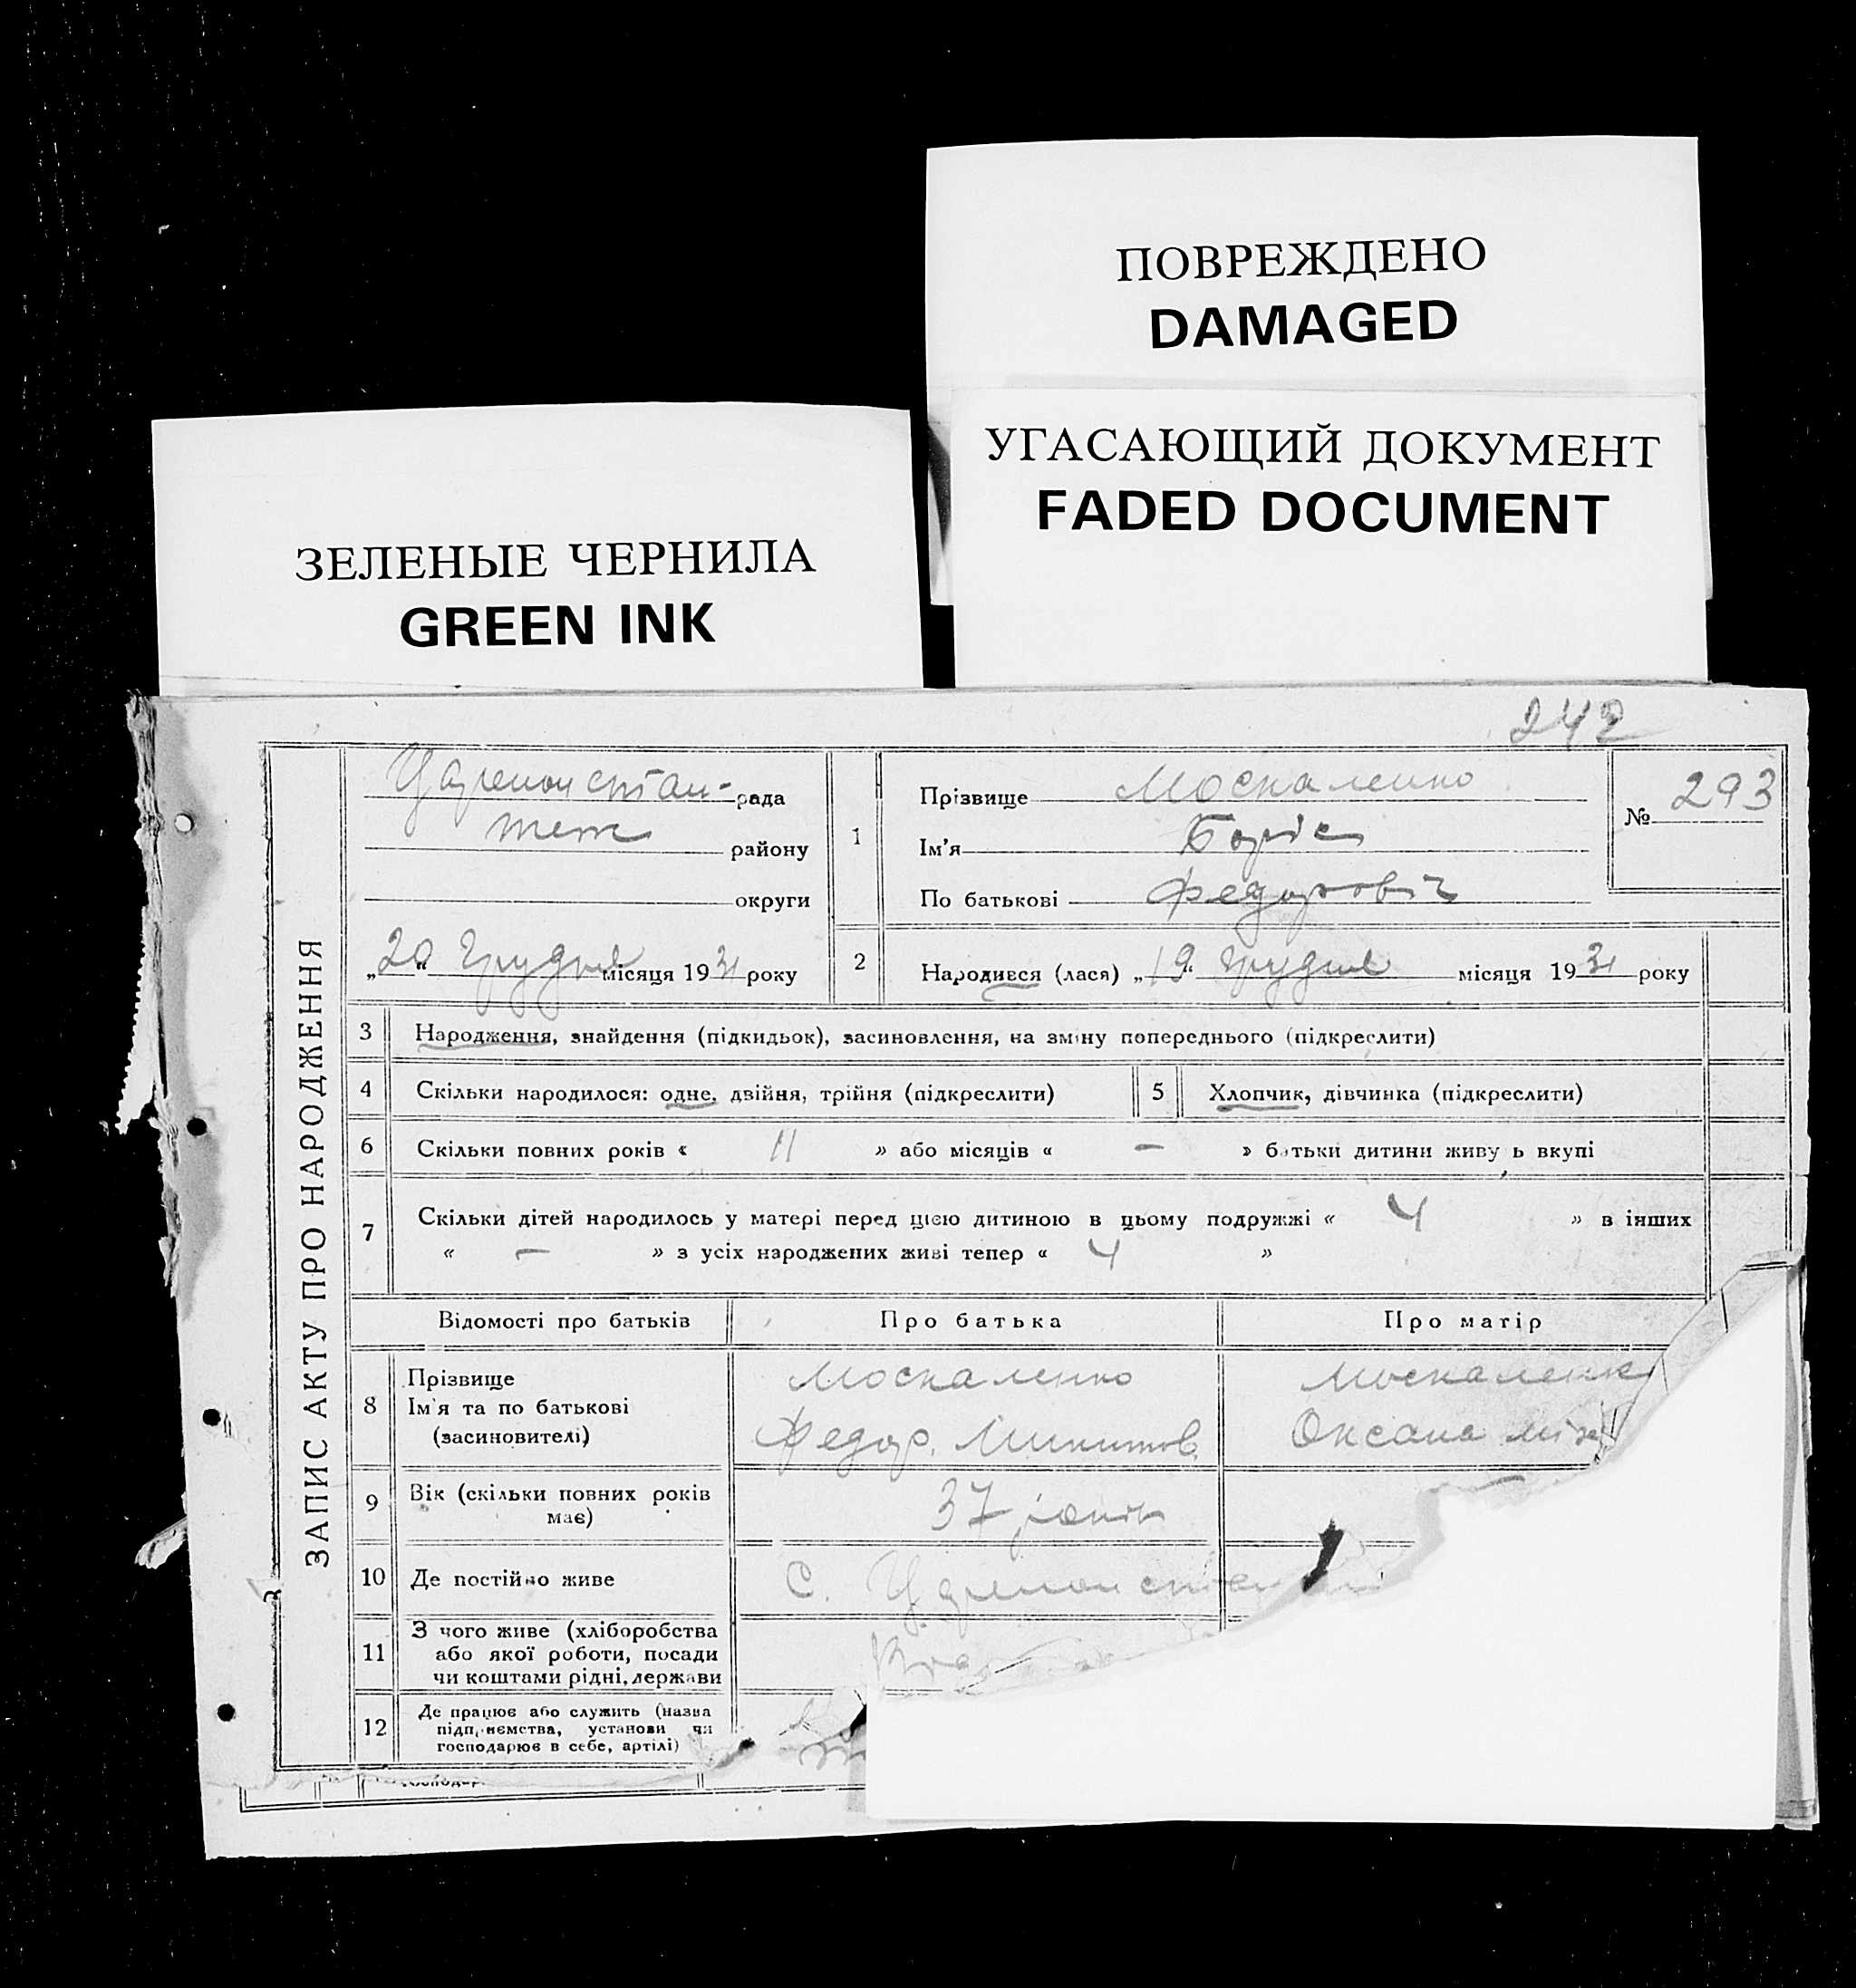 ПОВРЕЖДЕНО
DAMAGED
УГАСАЮЩИЙ ДОКУМЕНТ
FADED DOCUMENT
ЗЕЛЕНЫЕ ЧЕРНИЛА
GREEN INK
242
ЗАПИС АКТУ ПРО НАРОДЖЕННЯ
рада
району
округи
„20“ грудня місяця 1931 року
1
Прізвище Москаленко
Ім'я Боріс
По батькові Федорович
№ 293
2 Народився (лася) „19“ грудня місяця 1931 року
3 Народження, знайдення (підкидьок), засиновлення, на зміну попереднього (підкреслити)
4 Скільки народилося: одне, двійня, трійня (підкреслити)
5 Хлопчик, дівчинка (підкреслити)
6 Скільки повних років « 11 » або місяців « — » батьки дитини живу ь вкупі
7 Скільки дітей народилось у матері перед цією дитиною в цьому подружжі « 4 » в інших
« — » з усіх народжених живі тепер « 4 »
Відомості про батьків Про батька Про матір
8 Прізвище
Ім'я та по батькові
(засиновителі)
Москаленко
Федор. Микитов.
Москаленк
Оксана
9 Вік (скільки повних років
має)
37
10 Де постійно живе
с.
11 З чого живе (хліборобства
або якої роботи, посади
чи коштами рідні, держави
12 Де працює або служить (назва
підприємства, установи чи
господарює в себе, артілі)